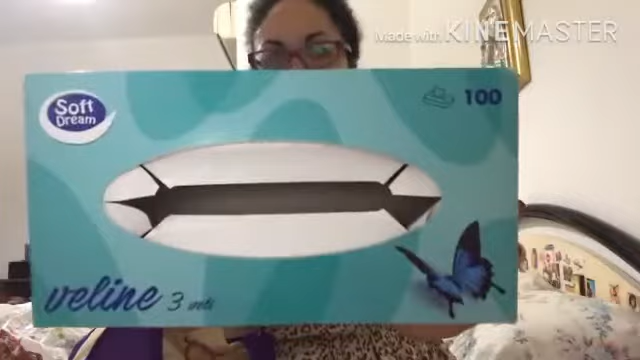 Made with KINEMASTER
Soft
Dream
100
veline 3 veli